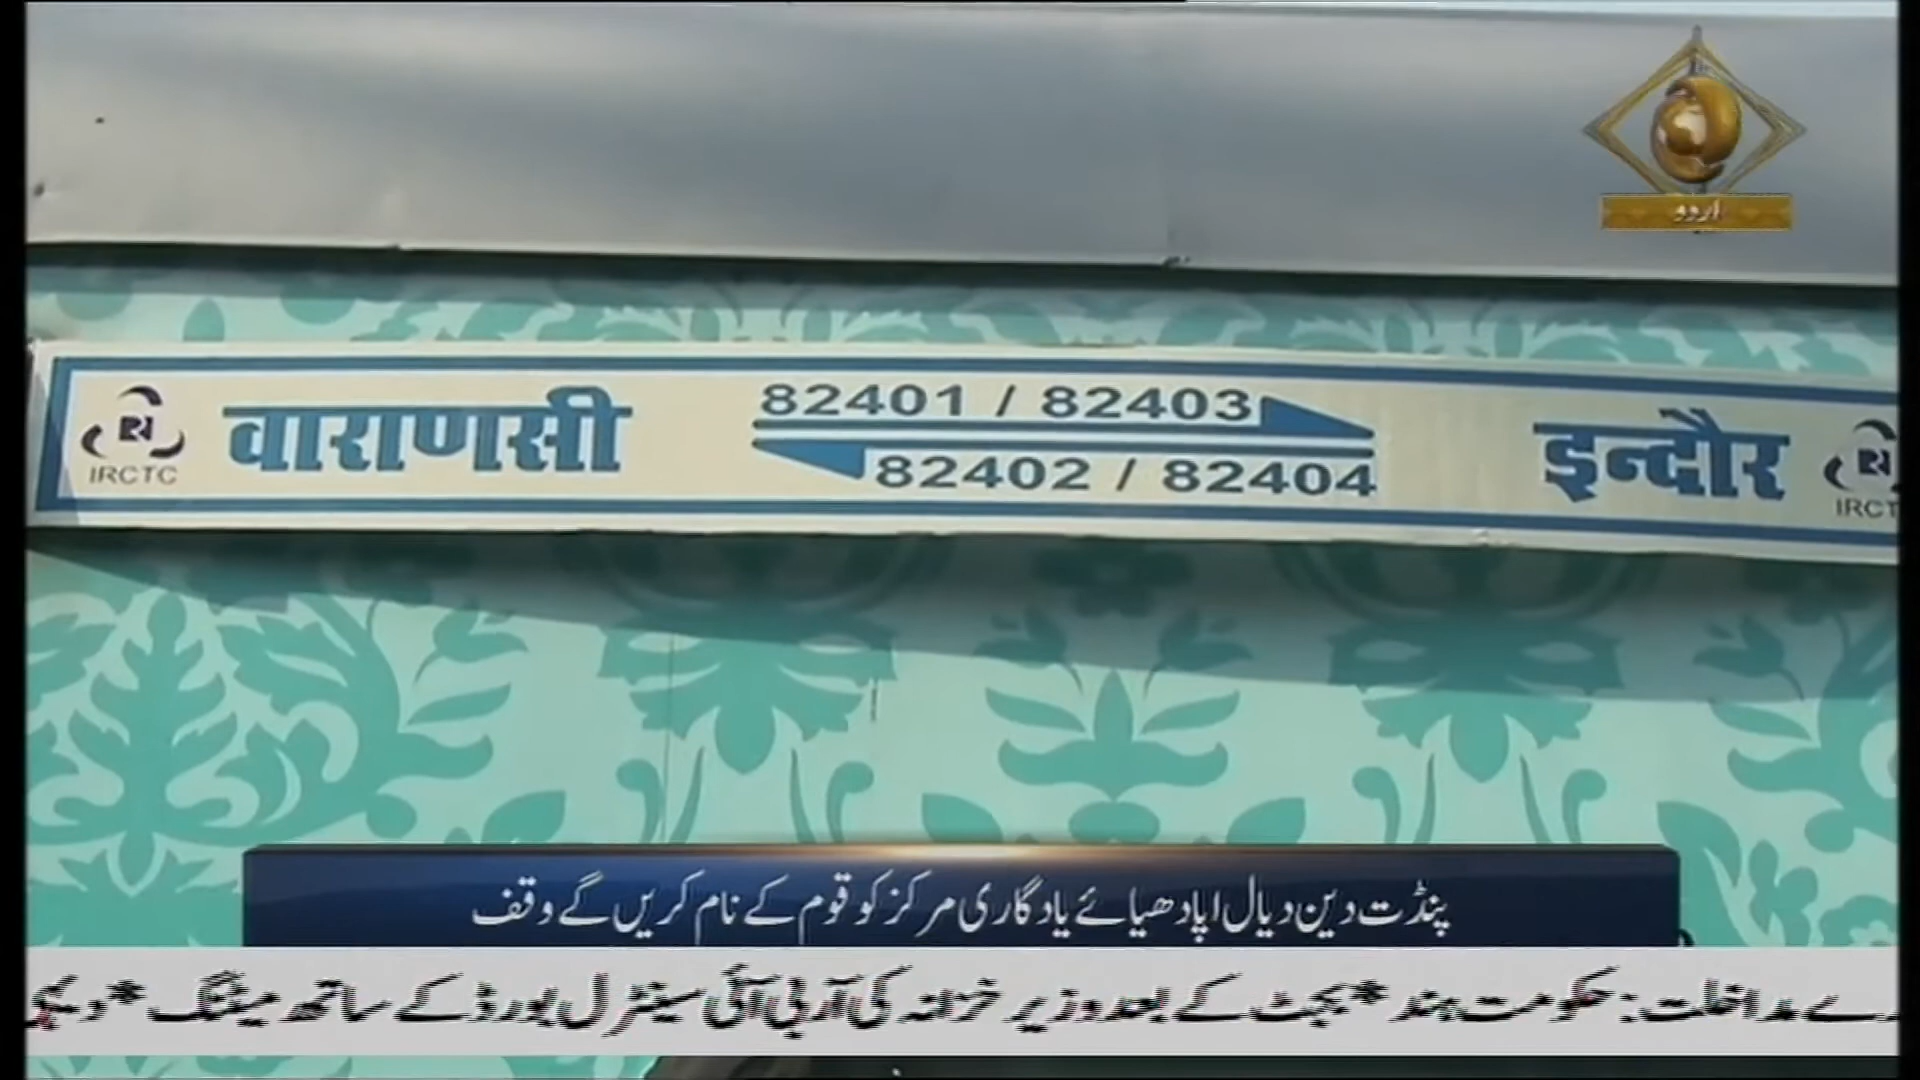 اردو
IRCTC वाराणसी 82401 / 82403 इन्दौर
82402 / 82404 IRCT
پنڈت دین دیال اپادھیائے یادگاری مرکز کو قوم کے نام کریں گے وقف
مداخلت: حکومت ہند *بجٹ کے بعد وزیر خزانہ کی آر بی آئی سینٹرل بورڈ کے ساتھ میٹنگ *